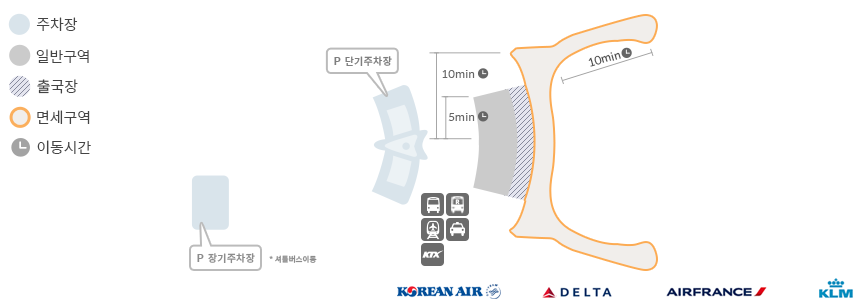 주차장
일반구역
출국장
면세구역
이동시간
P 단기주차장
10min
5min
10min
B
KTX
P 장기주차장
* 셔틀버스이동
KOREAN AIR
DELTA
AIRFRANCE
KLM